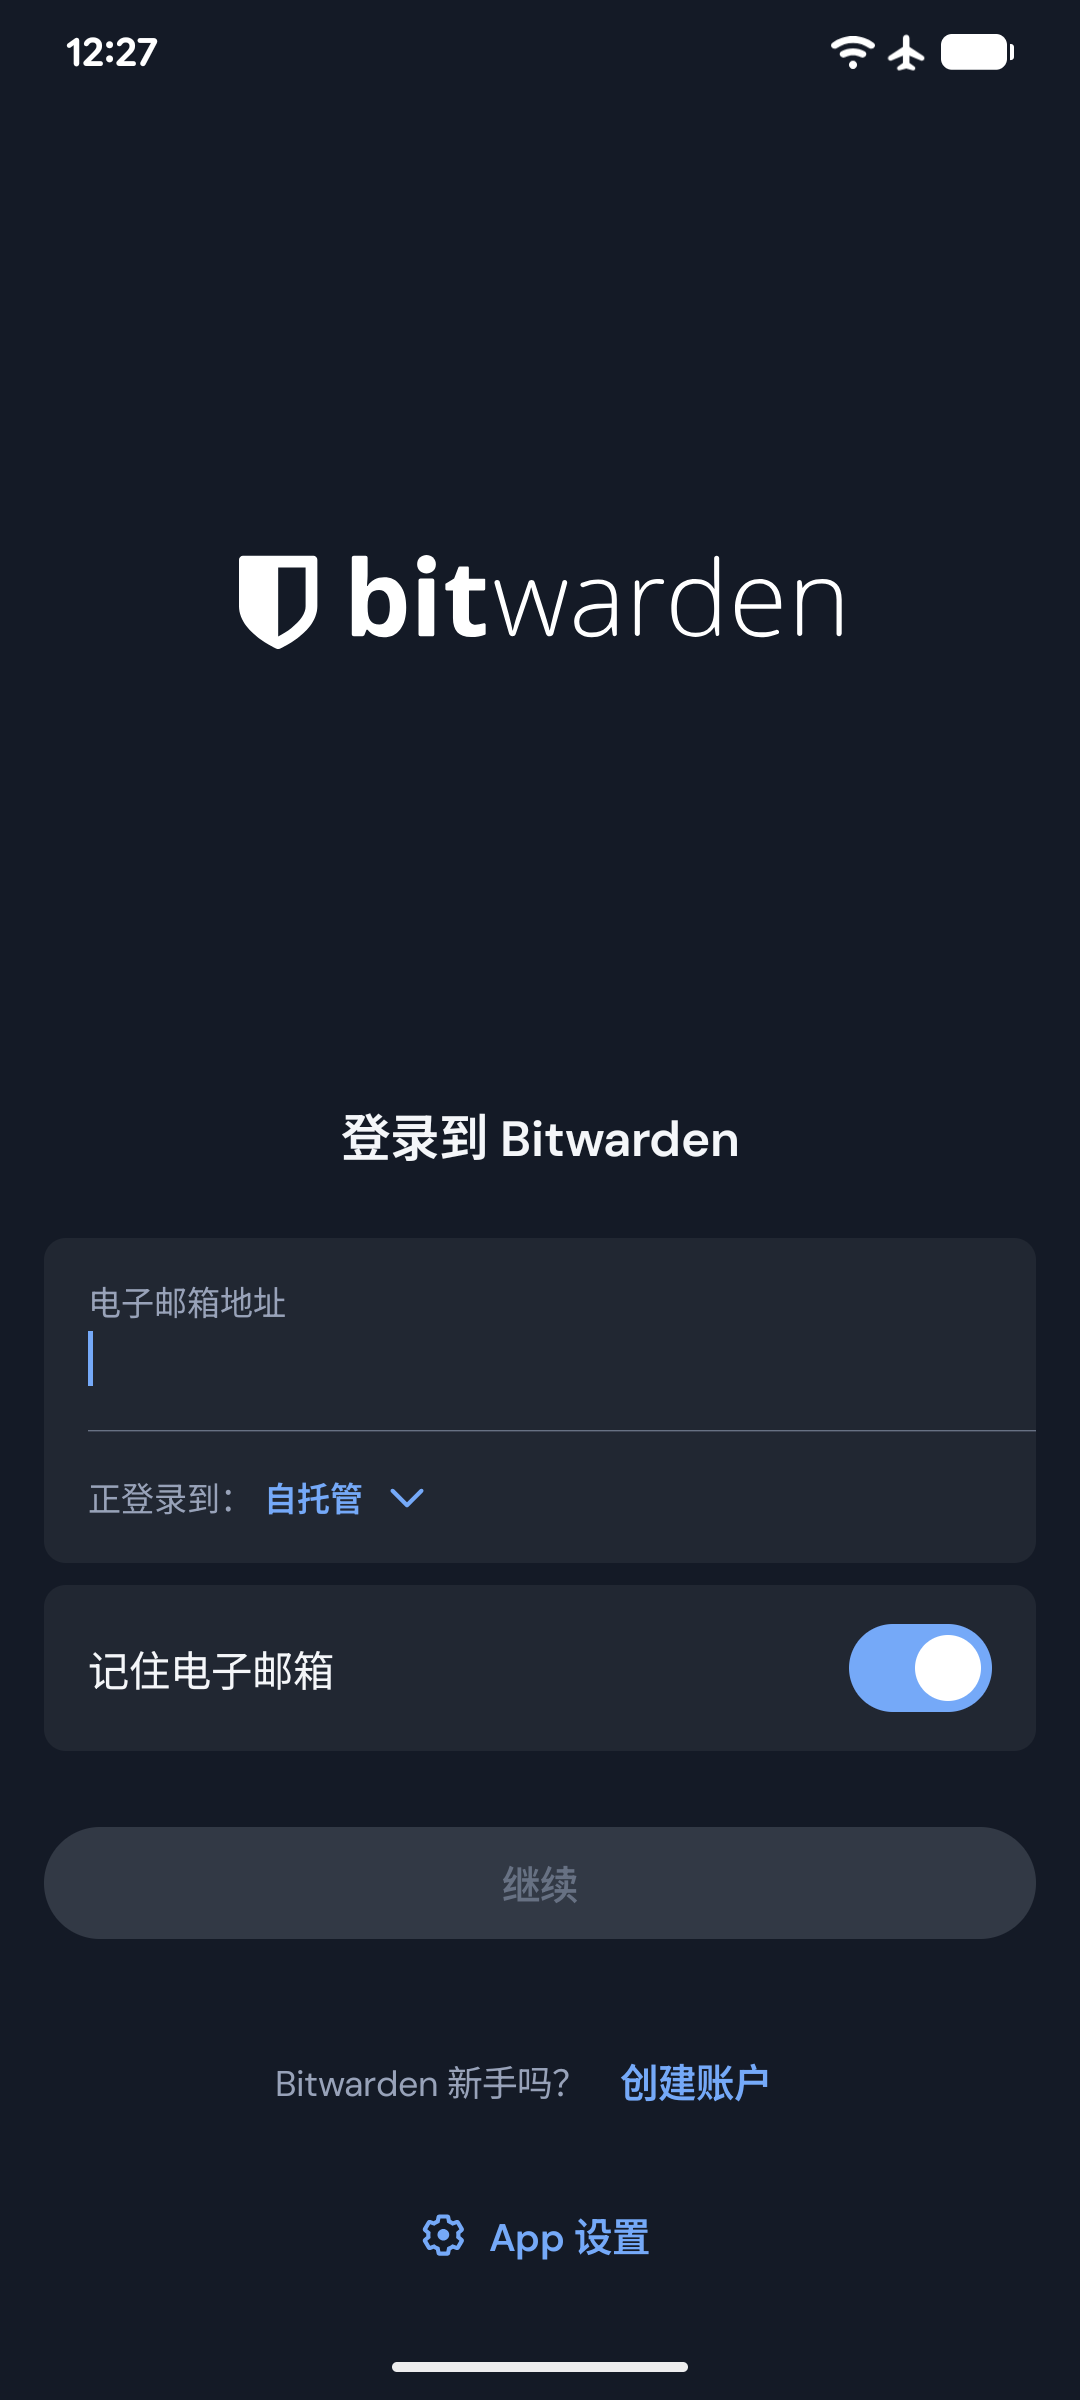 12:27
bitwarden
登录到 Bitwarden
电子邮箱地址
正登录到： 自托管
记住电子邮箱
继续
Bitwarden 新手吗？ 创建账户
App 设置